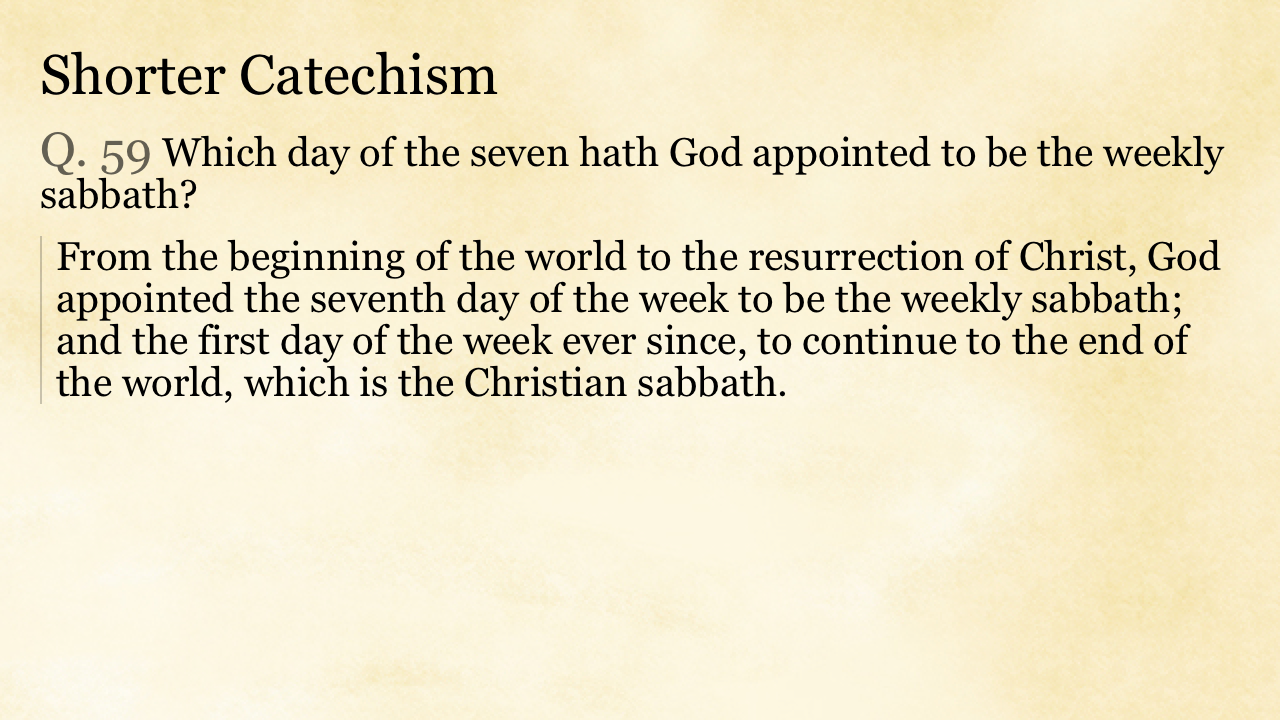 Shorter Catechism
Q. 59 Which day of the seven hath God appointed to be the weekly
sabbath?
From the beginning of the world to the resurrection of Christ, God
appointed the seventh day of the week to be the weekly sabbath;
and the first day of the week ever since, to continue to the end of
the world, which is the Christian sabbath.